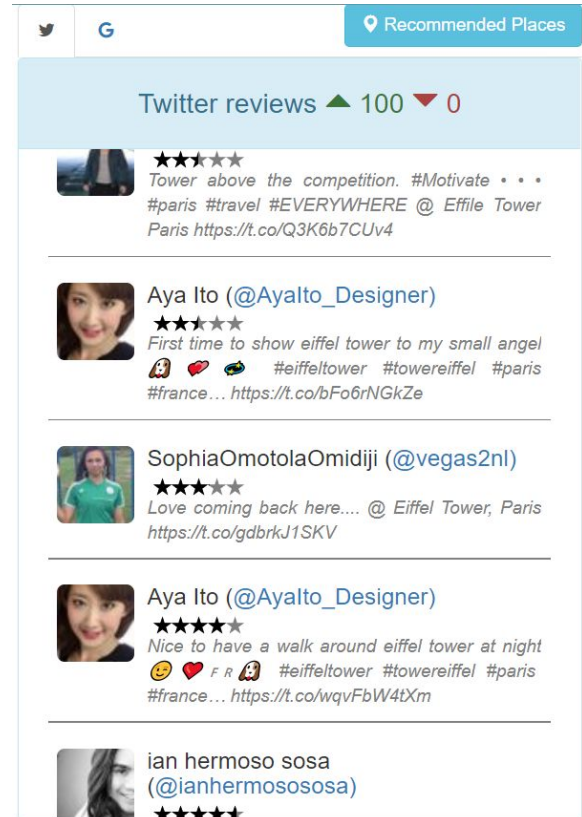 G
Recommended Places
Twitter reviews 100 0
Tower above the competition. #Motivate • • •
#paris #travel #EVERYWHERE @ Effile Tower
Paris https://t.co/Q3K6b7CUv4
Aya Ito (@AyaIto_Designer)
First time to show eiffel tower to my small angel
#eiffeltower #towereiffel #paris
#france… https://t.co/bFo6rNGkZe
SophiaOmotolaOmidiji (@vegas2nl)
Love coming back here.... @ Eiffel Tower, Paris
https://t.co/gdbrkJ1SKV
Aya Ito (@AyaIto_Designer)
Nice to have a walk around eiffel tower at night
F R #eiffeltower #towereiffel #paris
#france… https://t.co/wqvFbW4tXm
ian hermoso sosa
(@ianhermosososa)